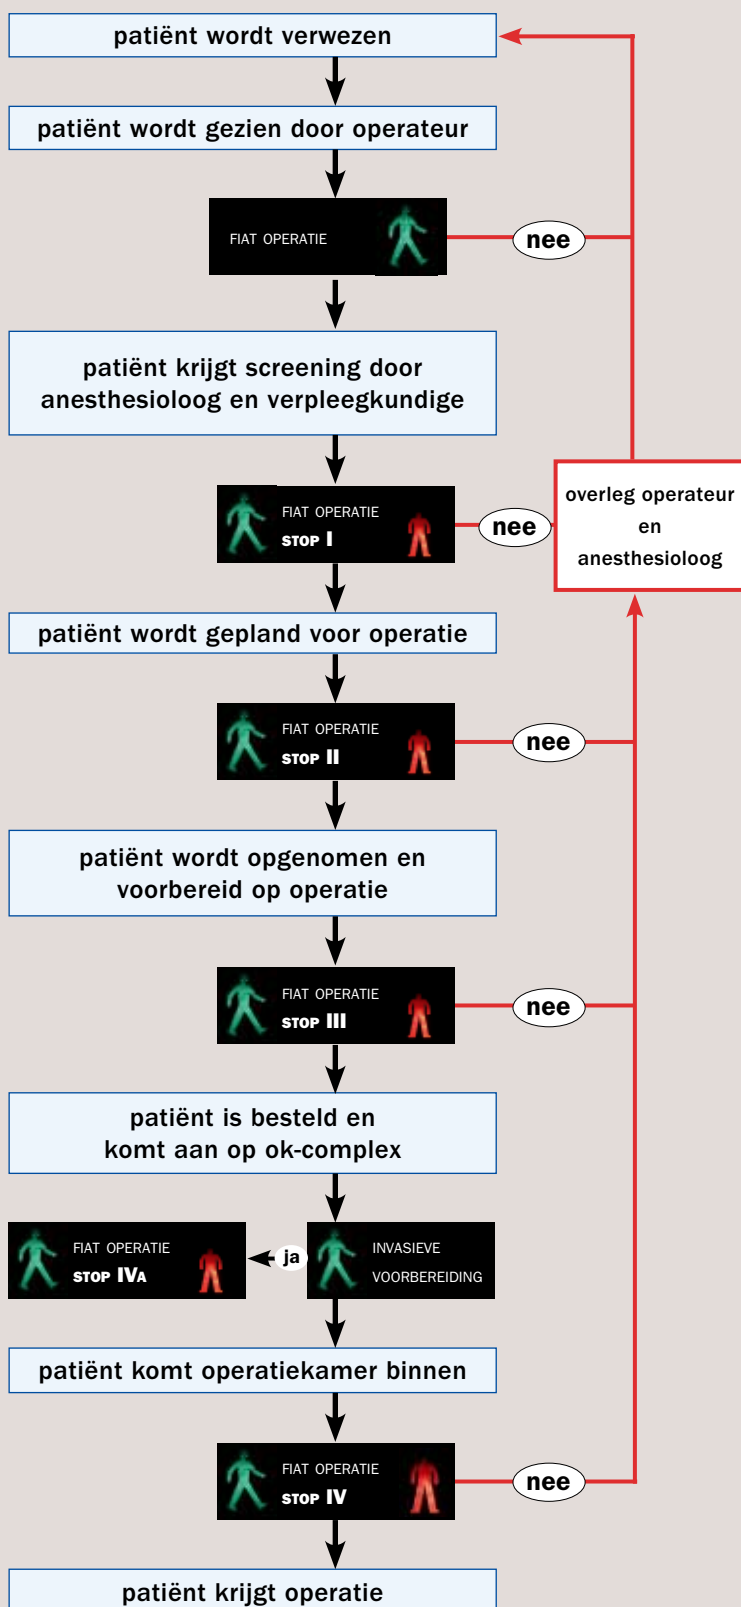 patiënt wordt verwezen
patiënt wordt gezien door operateur
FIAT OPERATIE
nee
patiënt krijgt screening door
anesthesioloog en verpleegkundige
FIAT OPERATIE
STOP I
nee
overleg operateur
en
anesthesioloog
patiënt wordt gepland voor operatie
FIAT OPERATIE
STOP II
nee
patiënt wordt opgenomen en
voorbereid op operatie
FIAT OPERATIE
STOP III
nee
patiënt is besteld en
komt aan op ok-complex
FIAT OPERATIE
STOP IVA
ja
INVASIEVE
VOORBEREIDING
patiënt komt operatiekamer binnen
FIAT OPERATIE
STOP IV
nee
patiënt krijgt operatie